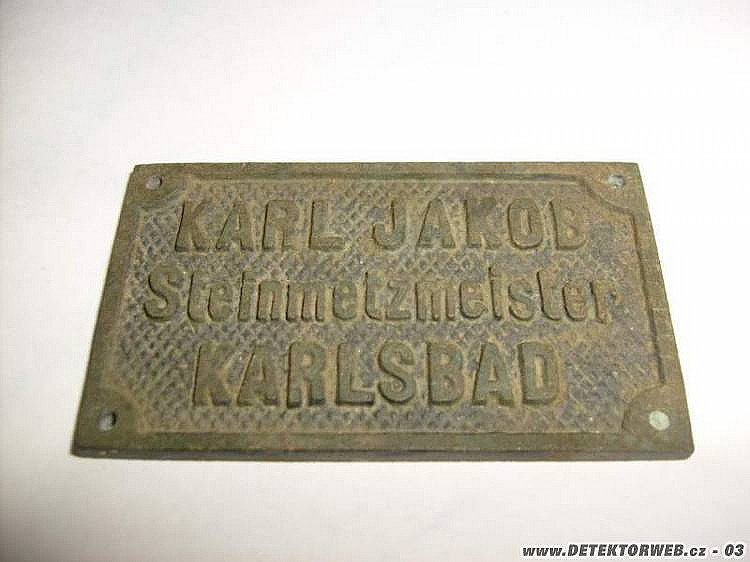 KARL JAKOB
Steinmetzmeister
KARLSBAD
www.DETEKTORWEB.cz - 03